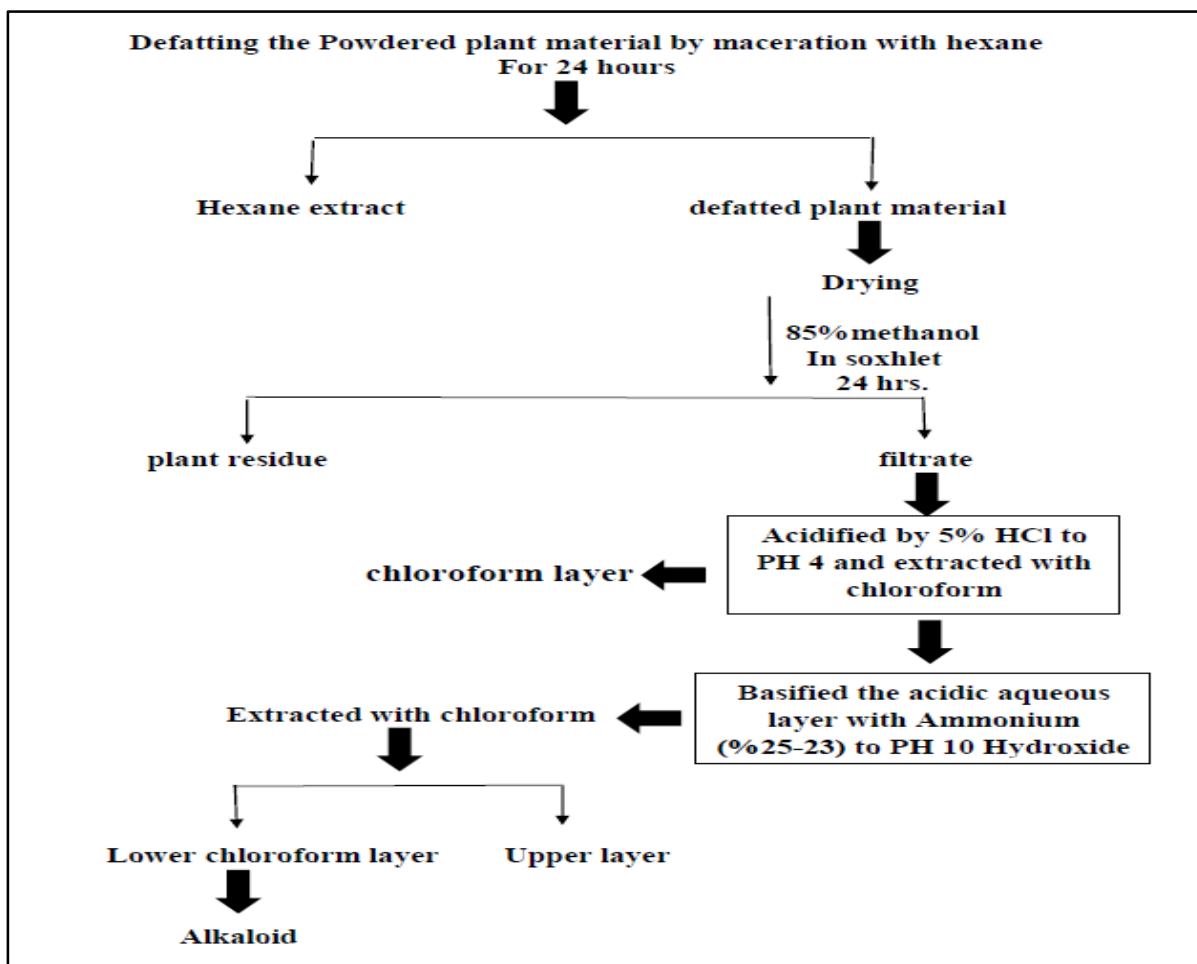 Defatting the Powdered plant material by maceration with hexane
For 24 hours
Hexane extract
defatted plant material
Drying
85% methanol
In soxhlet
24 hrs.
plant residue
filtrate
Acidified by 5% HCl to
PH 4 and extracted with
chloroform
chloroform layer
Basified the acidic aqueous
layer with Ammonium
(%25-23) to PH 10 Hydroxide
Extracted with chloroform
Lower chloroform layer
Upper layer
Alkaloid